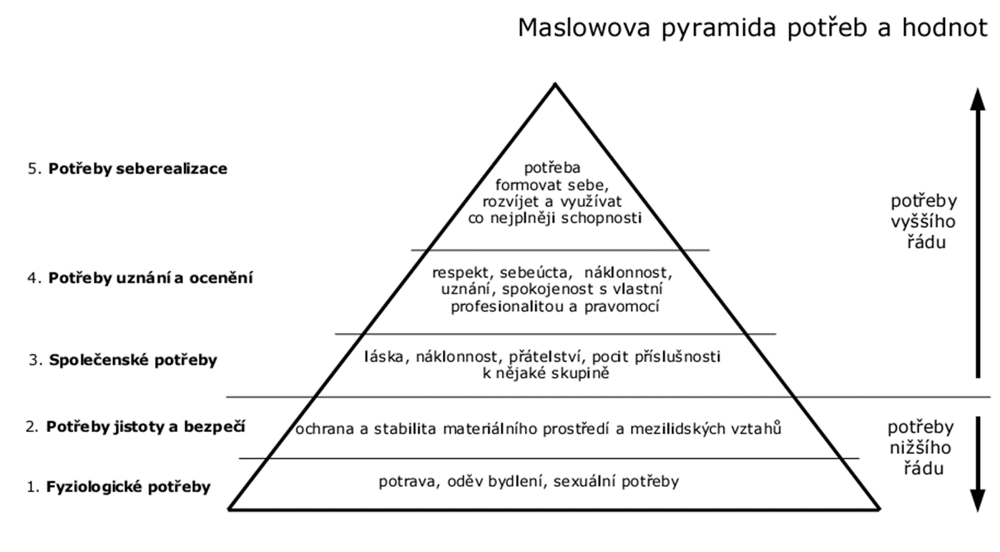 Maslowova pyramida potřeb a hodnot
5. Potřeby seberealizace
potřeba
formovat sebe,
rozvíjet a využívat
co nejplněji schopnosti
potřeby
vyššího
řádu
4. Potřeby uznání a ocenění
respekt, sebeúcta, náklonnost,
uznání, spokojenost s vlastní
profesionalitou a pravomocí
3. Společenské potřeby
láska, náklonnost, přátelství, pocit příslušnosti
k nějaké skupině
2. Potřeby jistoty a bezpečí
ochrana a stabilita materiálního prostředí a mezilidských vztahů
potřeby
nižšího
řádu
1. Fyziologické potřeby
potrava, oděv bydlení, sexuální potřeby